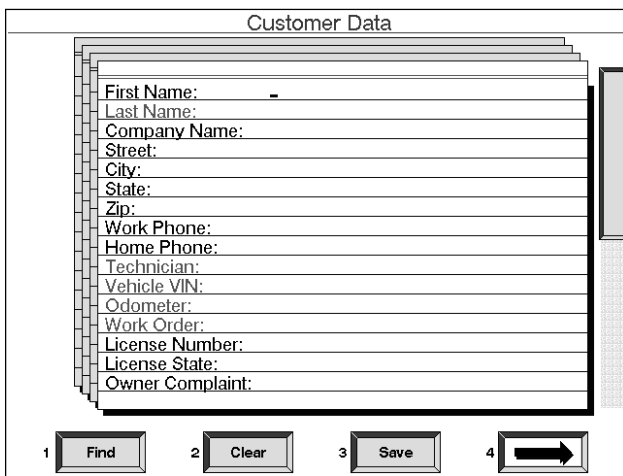 Customer Data
First Name:
Last Name:
Company Name:
Street:
City:
State:
Zip:
Work Phone:
Home Phone:
Technician:
Vehicle VIN:
Odometer:
Work Order:
License Number:
License State:
Owner Complaint:
1 Find 2 Clear 3 Save 4